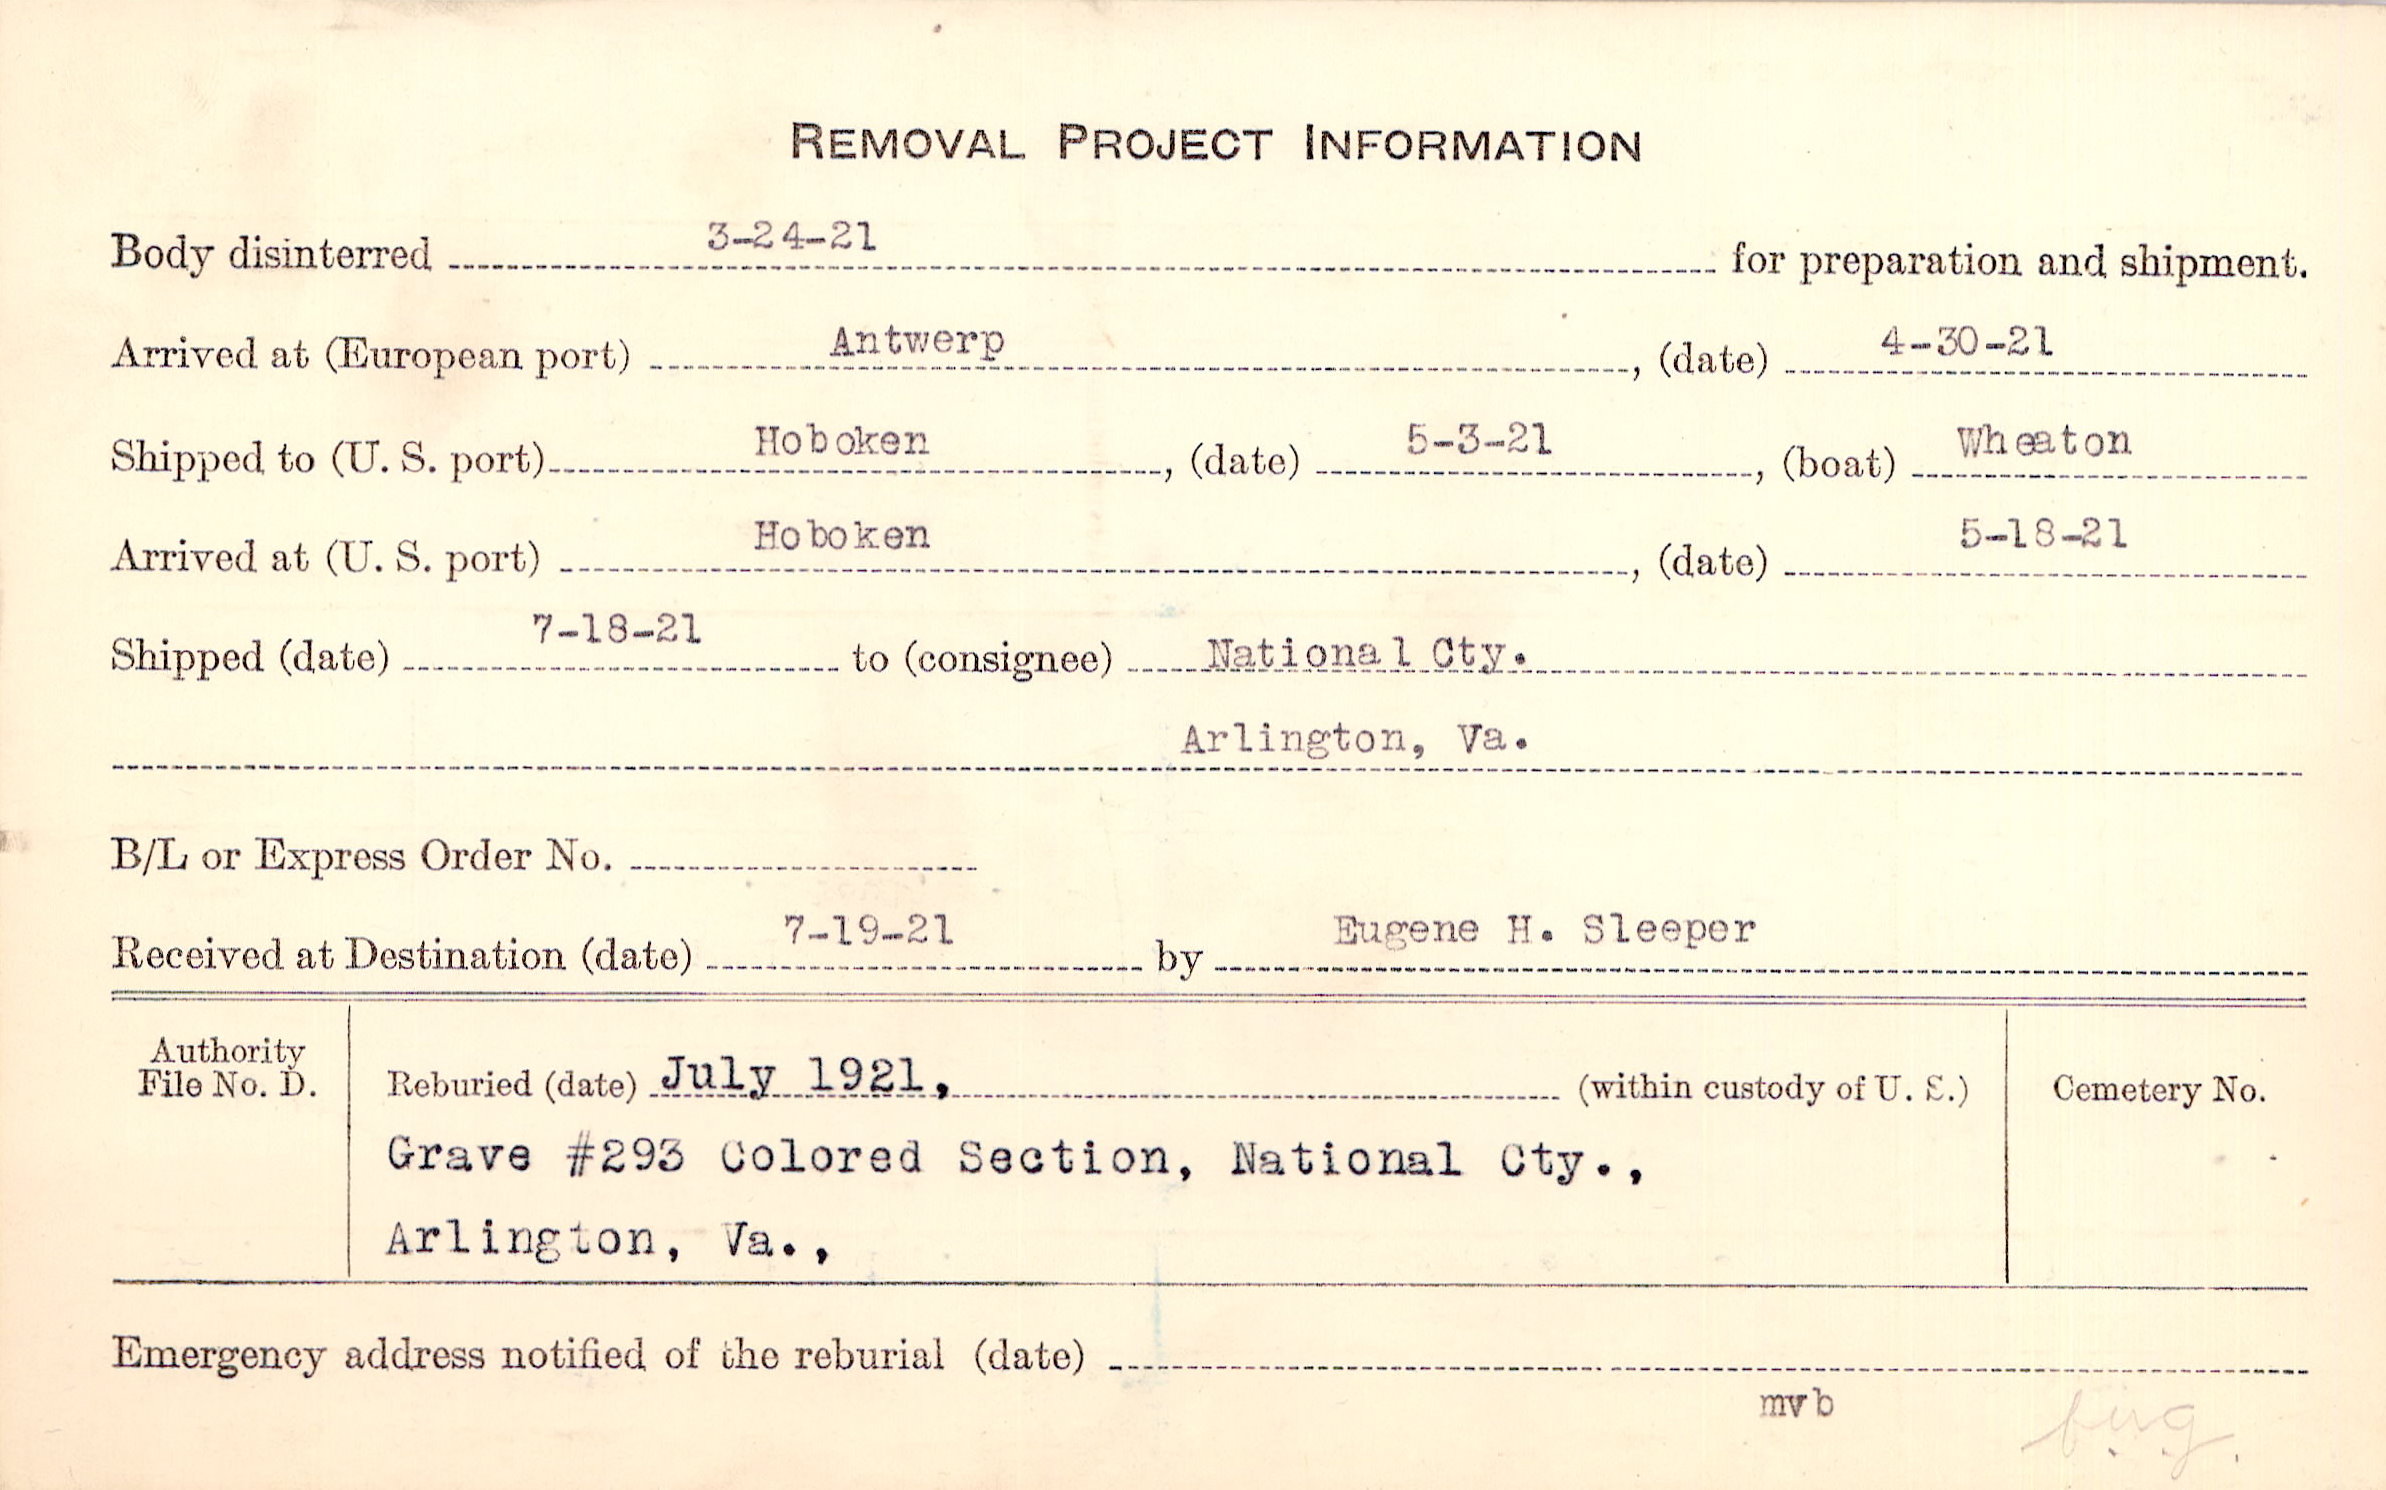 REMOVAL PROJECT INFORMATION
Body disinterred 3-24-21 for preparation and shipment.
Arrived at (European port) Antwerp, (date) 4-30-21
Shipped to (U. S. port) Hoboken, (date) 5-3-21, (boat) Wheaton
Arrived at (U. S. port) Hoboken, (date) 5-18-21
Shipped (date) 7-18-21 to (consignee) National Cty.
Arlington, Va.
B/L or Express Order No.
Received at Destination (date) 7-19-21 by Eugene H. Sleeper
Authority
File No. D.
Reburied (date) July 1921, (within custody of U. S.)
Cemetery No.
Grave #293 Colored Section, National Cty.,
Arlington, Va.,
Emergency address notified of the reburial (date)
mvb